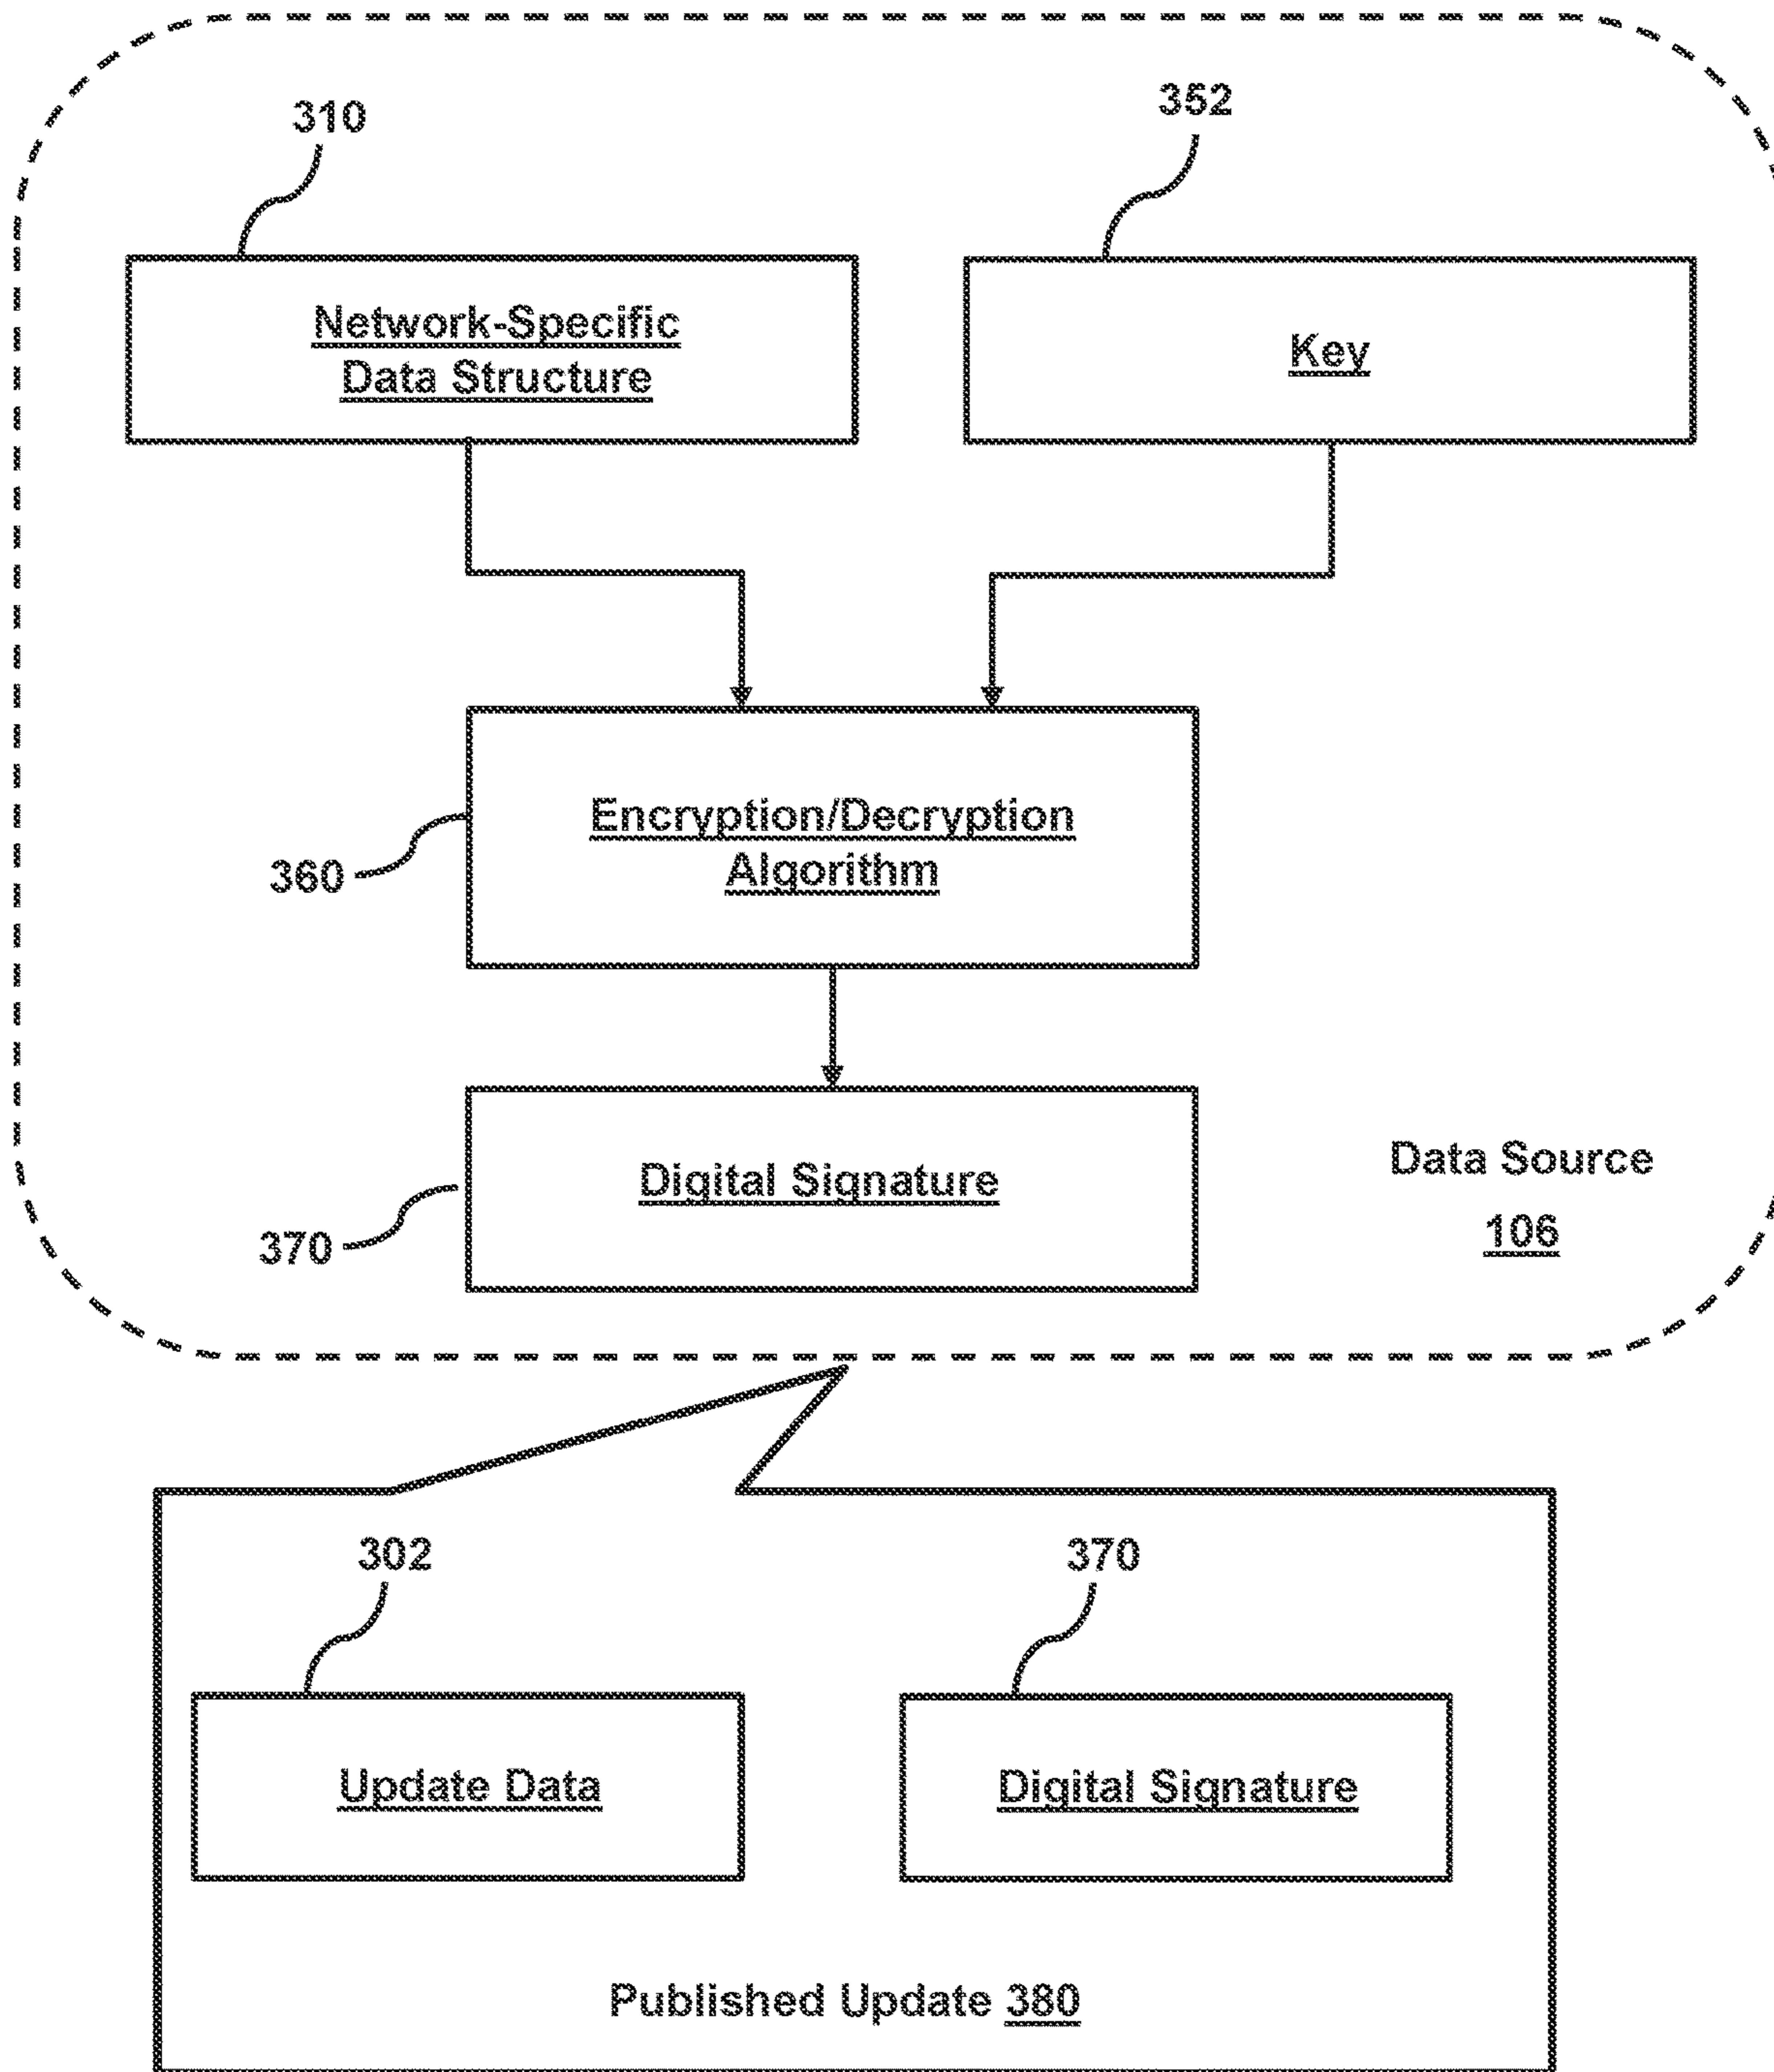 310
352
Network-Specific
Data Structure
Key
Encryption/Decryption
Algorithm
360
Digital Signature
370
Data Source
106
302
370
Update Data
Digital Signature
Published Update 380